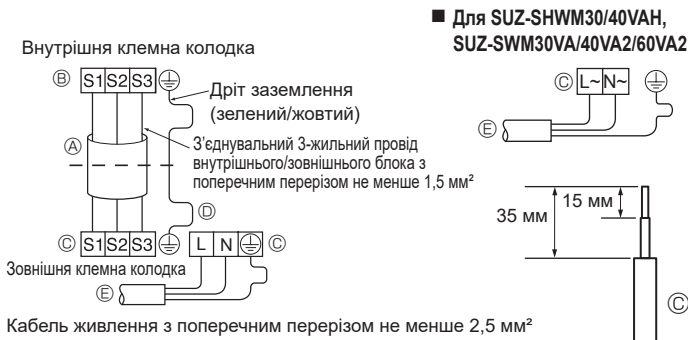 ■ Для SUZ-SHWM30/40VAH,
SUZ-SWM30VA/40VA2/60VA2
Внутрішня клемна колодка
Ⓑ S1 S2 S3
Дріт заземлення
(зелений/жовтий)
Ⓐ
З’єднувальний 3-жильний провід
внутрішнього/зовнішнього блока з
поперечним перерізом не менше 1,5 мм²
Ⓓ
Ⓒ S1 S2 S3
L N Ⓒ
Зовнішня клемна колодка
Ⓔ
Кабель живлення з поперечним перерізом не менше 2,5 мм²
Ⓒ L~ N~
Ⓔ
35 мм
15 мм
Ⓒ